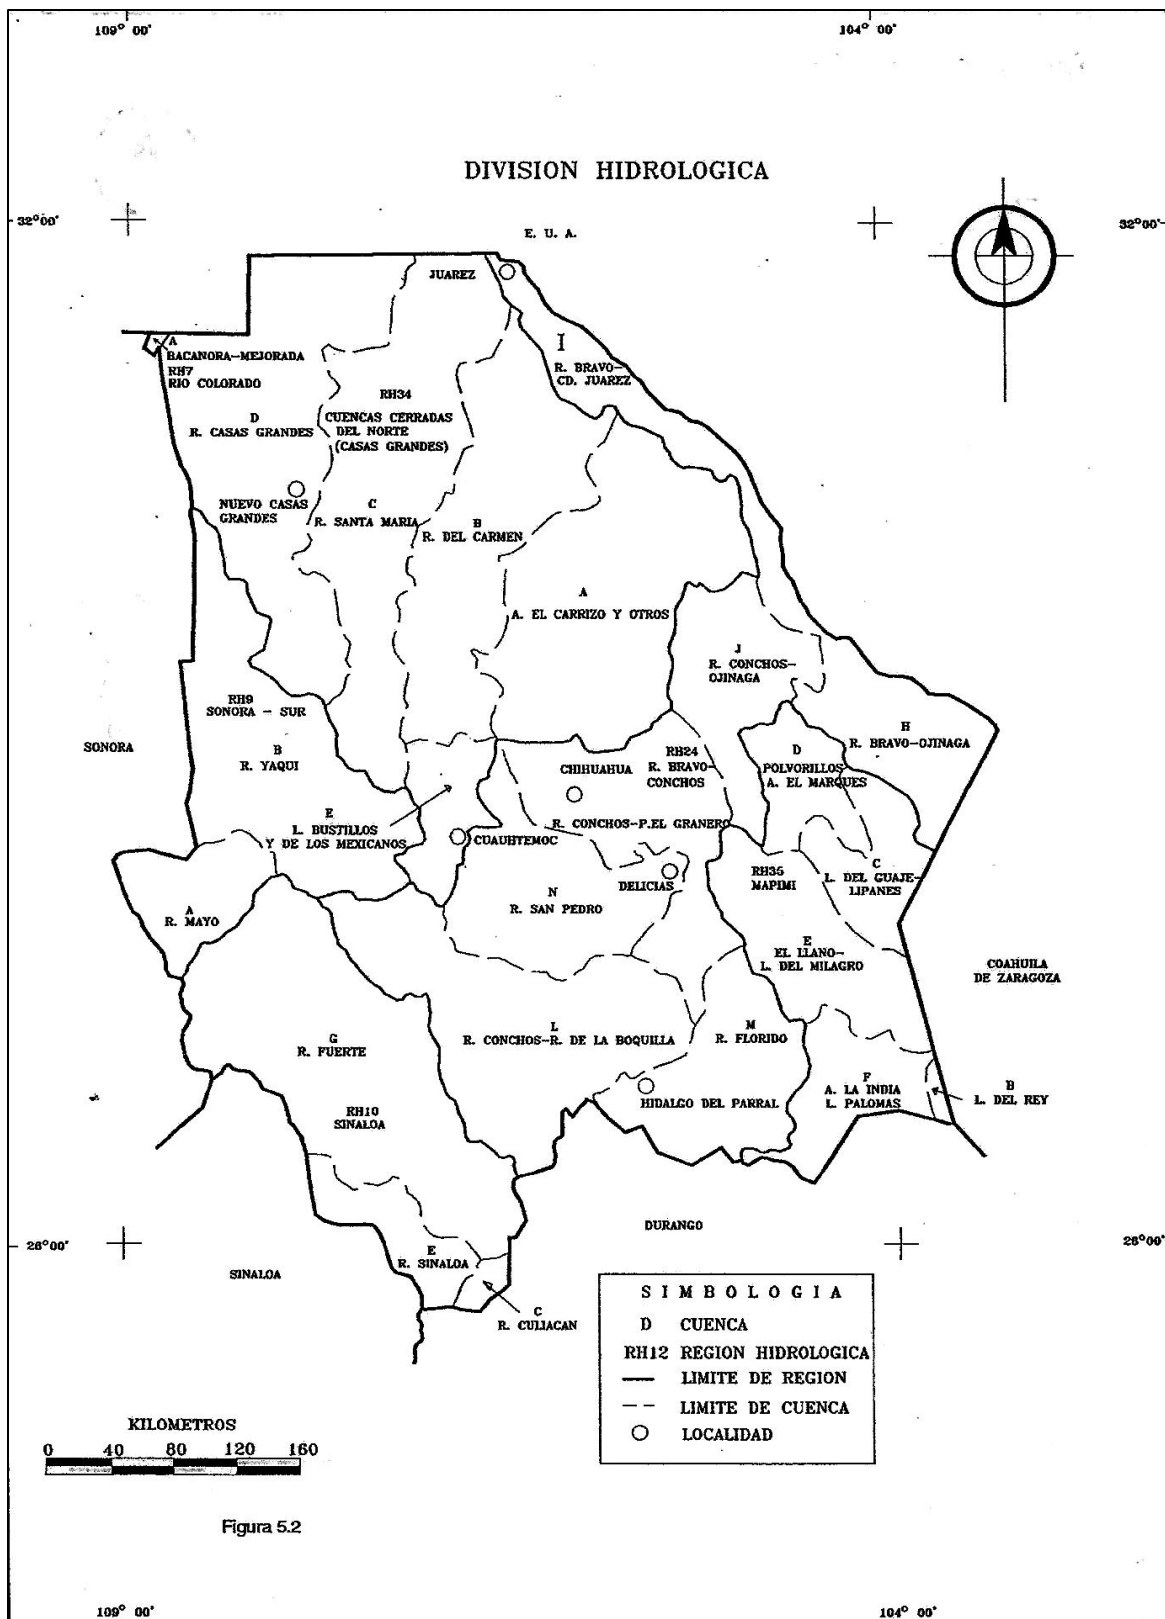 109° 00'
104° 00'
DIVISION HIDROLOGICA
32°00'
32°00'
E. U. A.
JUAREZ
A
BACANORA-MEJORADA
RH7
RIO COLORADO
I
R. BRAVO-
CD. JUAREZ
RH34
CUENCAS CERRADAS
DEL NORTE
(CASAS GRANDES)
D
R. CASAS GRANDES
NUEVO CASAS
GRANDES
C
R. SANTA MARIA
B
R. DEL CARMEN
A
A. EL CARRIZO Y OTROS
J
R. CONCHOS-
OJINAGA
RH9
SONORA - SUR
SONORA
B
R. YAQUI
H
R. BRAVO-OJINAGA
RH24
R. BRAVO-
CONCHOS
D
POLVORILLOS
A. EL MARQUES
CHIHUAHUA
E
L. BUSTILLOS
Y DE LOS MEXICANOS
R. CONCHOS-P.EL GRANERO
CUAUHTEMOC
C
L. DEL GUAJE-
LIPANES
RH35
MAPIMI
DELICIAS
N
R. SAN PEDRO
A
R. MAYO
E
EL LLANO-
L. DEL MILAGRO
COAHUILA
DE ZARAGOZA
G
R. FUERTE
L
R. CONCHOS-R. DE LA BOQUILLA
M
R. FLORIDO
F
A. LA INDIA
L. PALOMAS
B
L. DEL REY
HIDALGO DEL PARRAL
RH10
SINALOA
DURANGO
26°00'
26°00'
E
R. SINALOA
SINALOA
C
R. CULIACAN
SIMBOLOGIA
D CUENCA
RH12 REGION HIDROLOGICA
LIMITE DE REGION
LIMITE DE CUENCA
LOCALIDAD
KILOMETROS
0 40 80 120 160
Figura 5.2
109° 00'
104° 00'